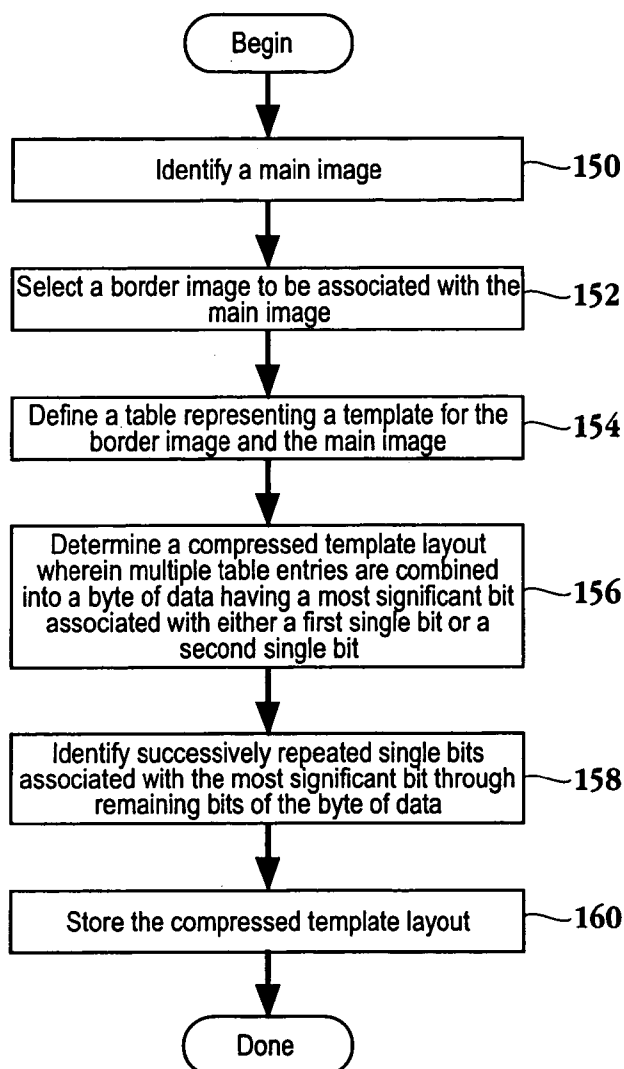 Begin
Identify a main image
150
Select a border image to be associated with the
main image
152
Define a table representing a template for the
border image and the main image
154
Determine a compressed template layout
wherein multiple table entries are combined
into a byte of data having a most significant bit
associated with either a first single bit or a
second single bit
156
Identify successively repeated single bits
associated with the most significant bit through
remaining bits of the byte of data
158
Store the compressed template layout
160
Done